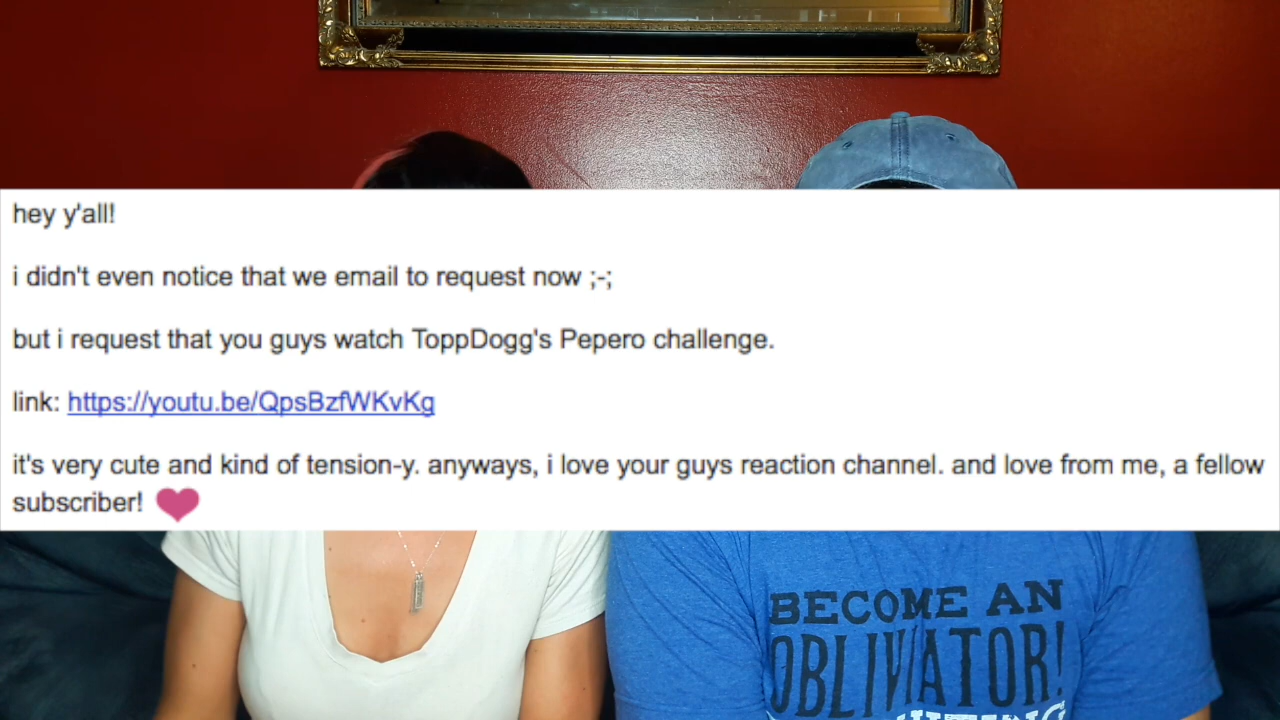 hey y'all!
i didn't even notice that we email to request now ;-;
but i request that you guys watch ToppDogg's Pepero challenge.
link: https://youtu.be/QpsBzfWKvKg
it's very cute and kind of tension-y. anyways, i love your guys reaction channel. and love from me, a fellow
subscriber!
BECOME AN
OBLIVIATOR!